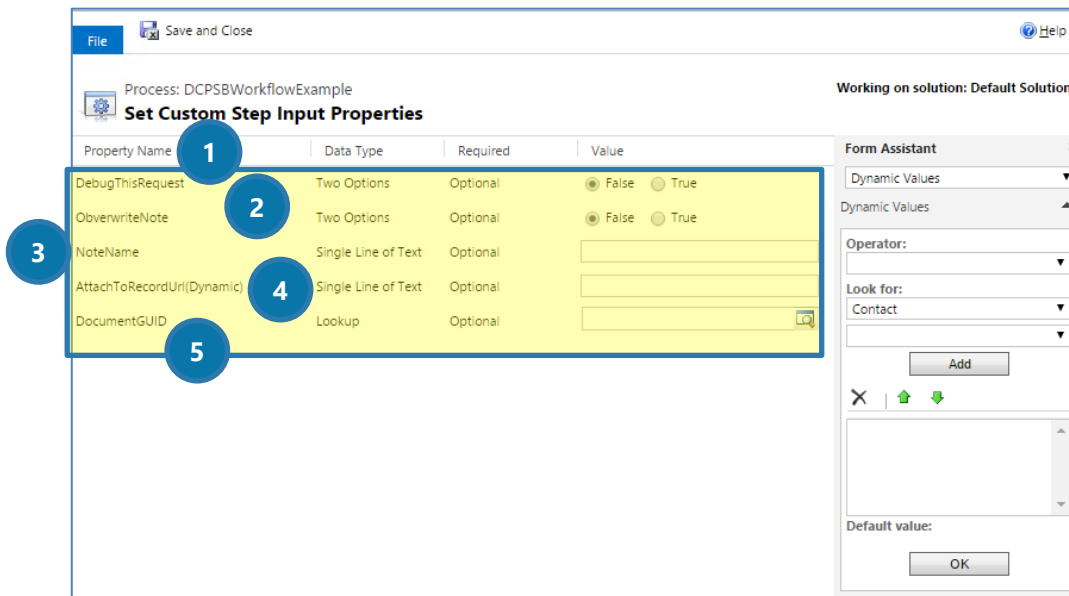 File
Save and Close
Help
Process: DCPSBWorkflowExample
Set Custom Step Input Properties
Working on solution: Default Solution
Property Name
1
Data Type
Required
Value
DebugThisRequest
2
Two Options
Optional
False
True
ObverwriteNote
Two Options
Optional
False
True
3
NoteName
Single Line of Text
Optional
AttachToRecordUrl(Dynamic)
4
Single Line of Text
Optional
DocumentGUID
5
Lookup
Optional
Form Assistant
Dynamic Values
Dynamic Values
Operator:
Look for:
Contact
Add
Default value:
OK